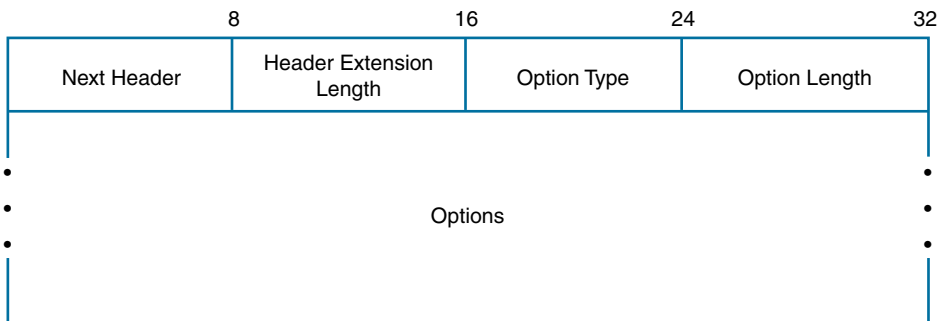 8 16 24 32
Next Header
Header Extension
Length
Option Type
Option Length
Options